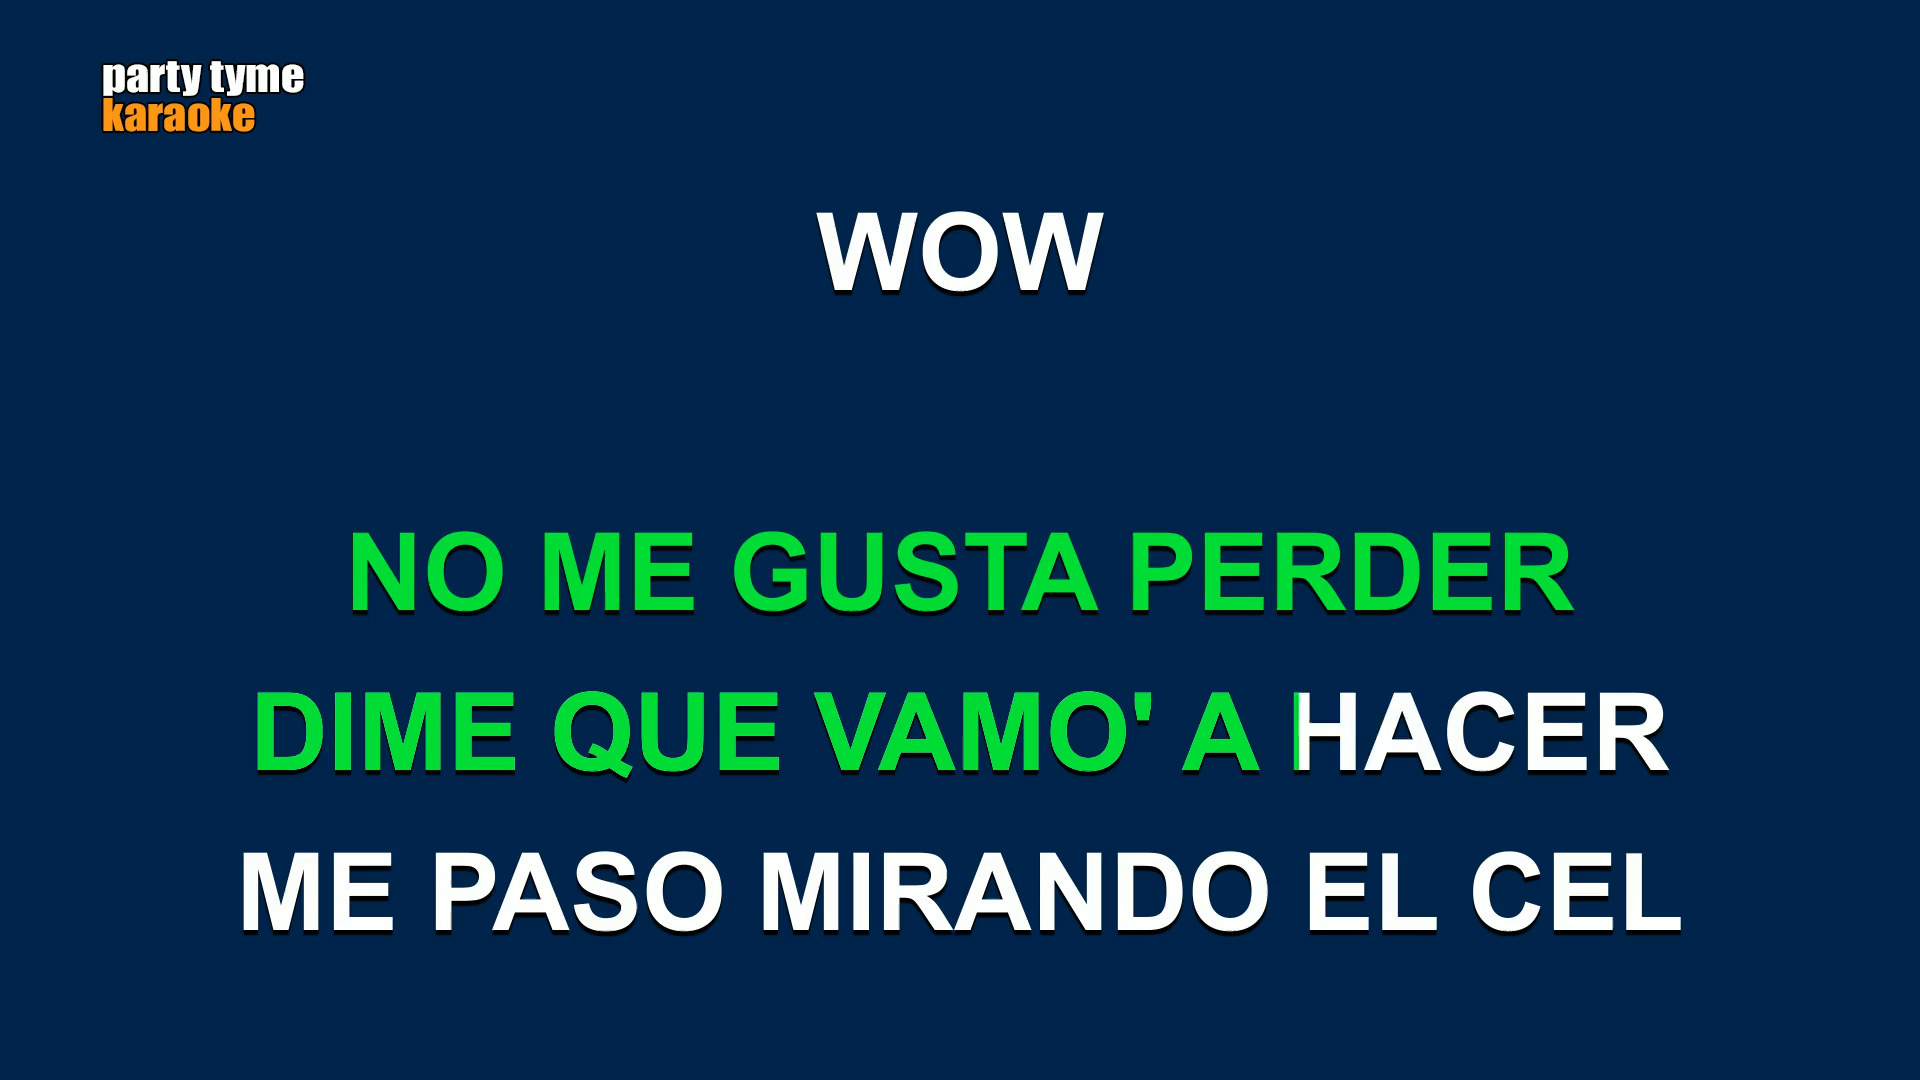 party tyme
karaoke
WOW
NO ME GUSTA PERDER
DIME QUE VAMO' A HACER
ME PASO MIRANDO EL CEL